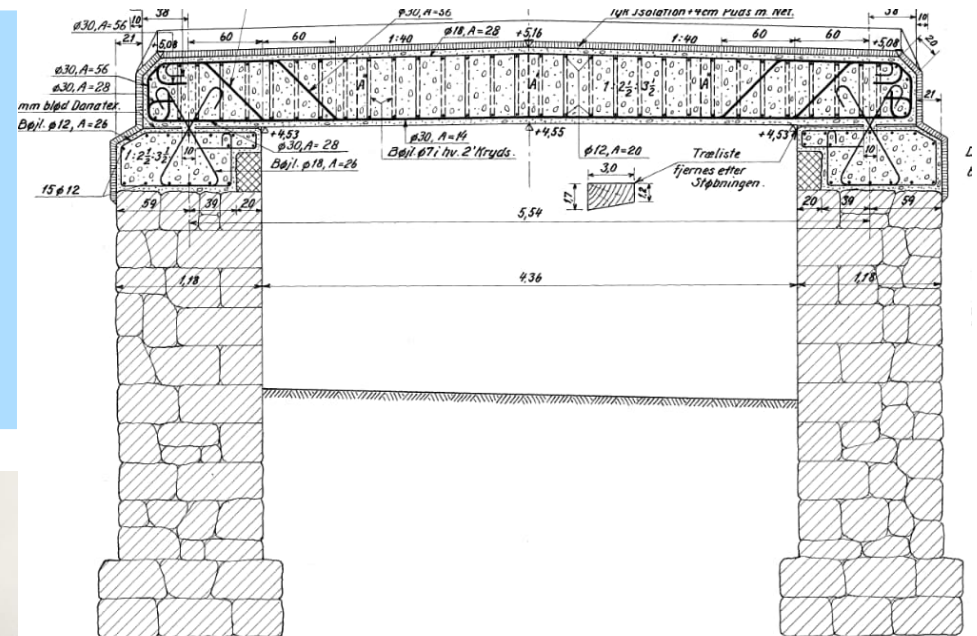 38
ø30, A=56
tyk Isolation+4cm Puds m. Net.
38
ø30, A=56
10
10
21
+5,08
60
60
1:40
ø18, A=28
+5,16
1:40
60
60
+5,08
20
ø30, A=56
ø30, A=28
mm blød Danatex.
Bøjl. ø12, A=26
A
A
A
1:2½:3½
21
+4,53
ø30, A=14
+4,55
+4,53
10
ø30, A= 28
Bøjl. ø7 i hv. 2' Kryds.
ø12, A=20
Træliste
10
1:2½:3½
Bøjl. ø18, A=26
3,0
fjernes efter
Støbningen.
15 ø 12
1,7
1,2
59
39
20
5,54
20
39
59
1,18
4,36
1,18